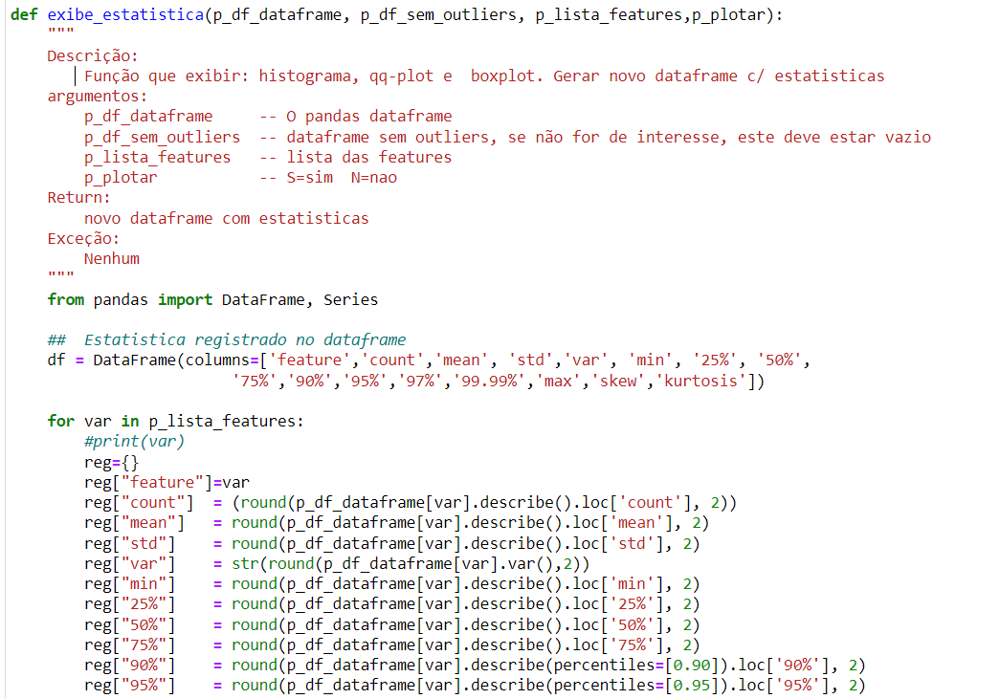 def exibe_estatistica(p_df_dataframe, p_df_sem_outliers, p_lista_features,p_plotar):
    """
    Descrição:
        Função que exibir: histograma, qq-plot e  boxplot. Gerar novo dataframe c/ estatisticas
    argumentos:
        p_df_dataframe     -- O pandas dataframe
        p_df_sem_outliers  -- dataframe sem outliers, se não for de interesse, este deve estar vazio
        p_lista_features   -- lista das features
        p_plotar           -- S=sim  N=nao
    Return:
        novo dataframe com estatisticas
    Exceção:
        Nenhum
    """
    from pandas import DataFrame, Series

    ##  Estatistica registrado no dataframe
    df = DataFrame(columns=['feature','count','mean', 'std','var', 'min', '25%', '50%',
                        '75%','90%','95%','97%','99.99%','max','skew','kurtosis'])

    for var in p_lista_features:
        #print(var)
        reg={}
        reg["feature"]=var
        reg["count"]  = (round(p_df_dataframe[var].describe().loc['count'], 2))
        reg["mean"]   = round(p_df_dataframe[var].describe().loc['mean'], 2)
        reg["std"]    = round(p_df_dataframe[var].describe().loc['std'], 2)
        reg["var"]    = str(round(p_df_dataframe[var].var(),2))
        reg["min"]    = round(p_df_dataframe[var].describe().loc['min'], 2)
        reg["25%"]    = round(p_df_dataframe[var].describe().loc['25%'], 2)
        reg["50%"]    = round(p_df_dataframe[var].describe().loc['50%'], 2)
        reg["75%"]    = round(p_df_dataframe[var].describe().loc['75%'], 2)
        reg["90%"]    = round(p_df_dataframe[var].describe(percentiles=[0.90]).loc['90%'], 2)
        reg["95%"]    = round(p_df_dataframe[var].describe(percentiles=[0.95]).loc['95%'], 2)